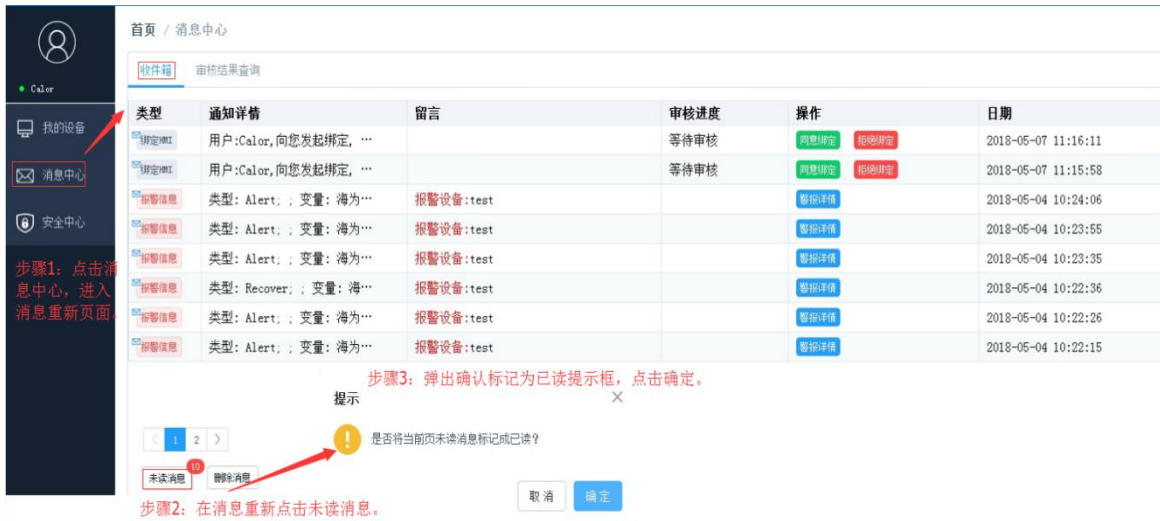 首页 / 消息中心
Calor
我的设备
消息中心
安全中心
步骤1：点击消
息中心，进入
消息重新页面。
收件箱 审核结果查询
类型 通知详情 留言 审核进度 操作 日期
绑定HMI 用户:Calor,向您发起绑定, … 等待审核 同意绑定 拒绝绑定 2018-05-07 11:16:11
绑定HMI 用户:Calor,向您发起绑定, … 等待审核 同意绑定 拒绝绑定 2018-05-07 11:15:58
报警信息 类型: Alert; ; 变量: 海为… 报警设备:test 警报详情 2018-05-04 10:24:06
报警信息 类型: Alert; ; 变量: 海为… 报警设备:test 警报详情 2018-05-04 10:23:55
报警信息 类型: Alert; ; 变量: 海为… 报警设备:test 警报详情 2018-05-04 10:23:35
报警信息 类型: Recover; ; 变量: 海… 报警设备:test 警报详情 2018-05-04 10:22:36
报警信息 类型: Alert; ; 变量: 海为… 报警设备:test 警报详情 2018-05-04 10:22:26
报警信息 类型: Alert; ; 变量: 海为… 报警设备:test 警报详情 2018-05-04 10:22:15
步骤3：弹出确认标记为已读提示框，点击确定。
提示
是否将当前页未读消息标记成已读?
取消 确定
1 2
未读消息 10 删除消息
步骤2：在消息重新点击未读消息。